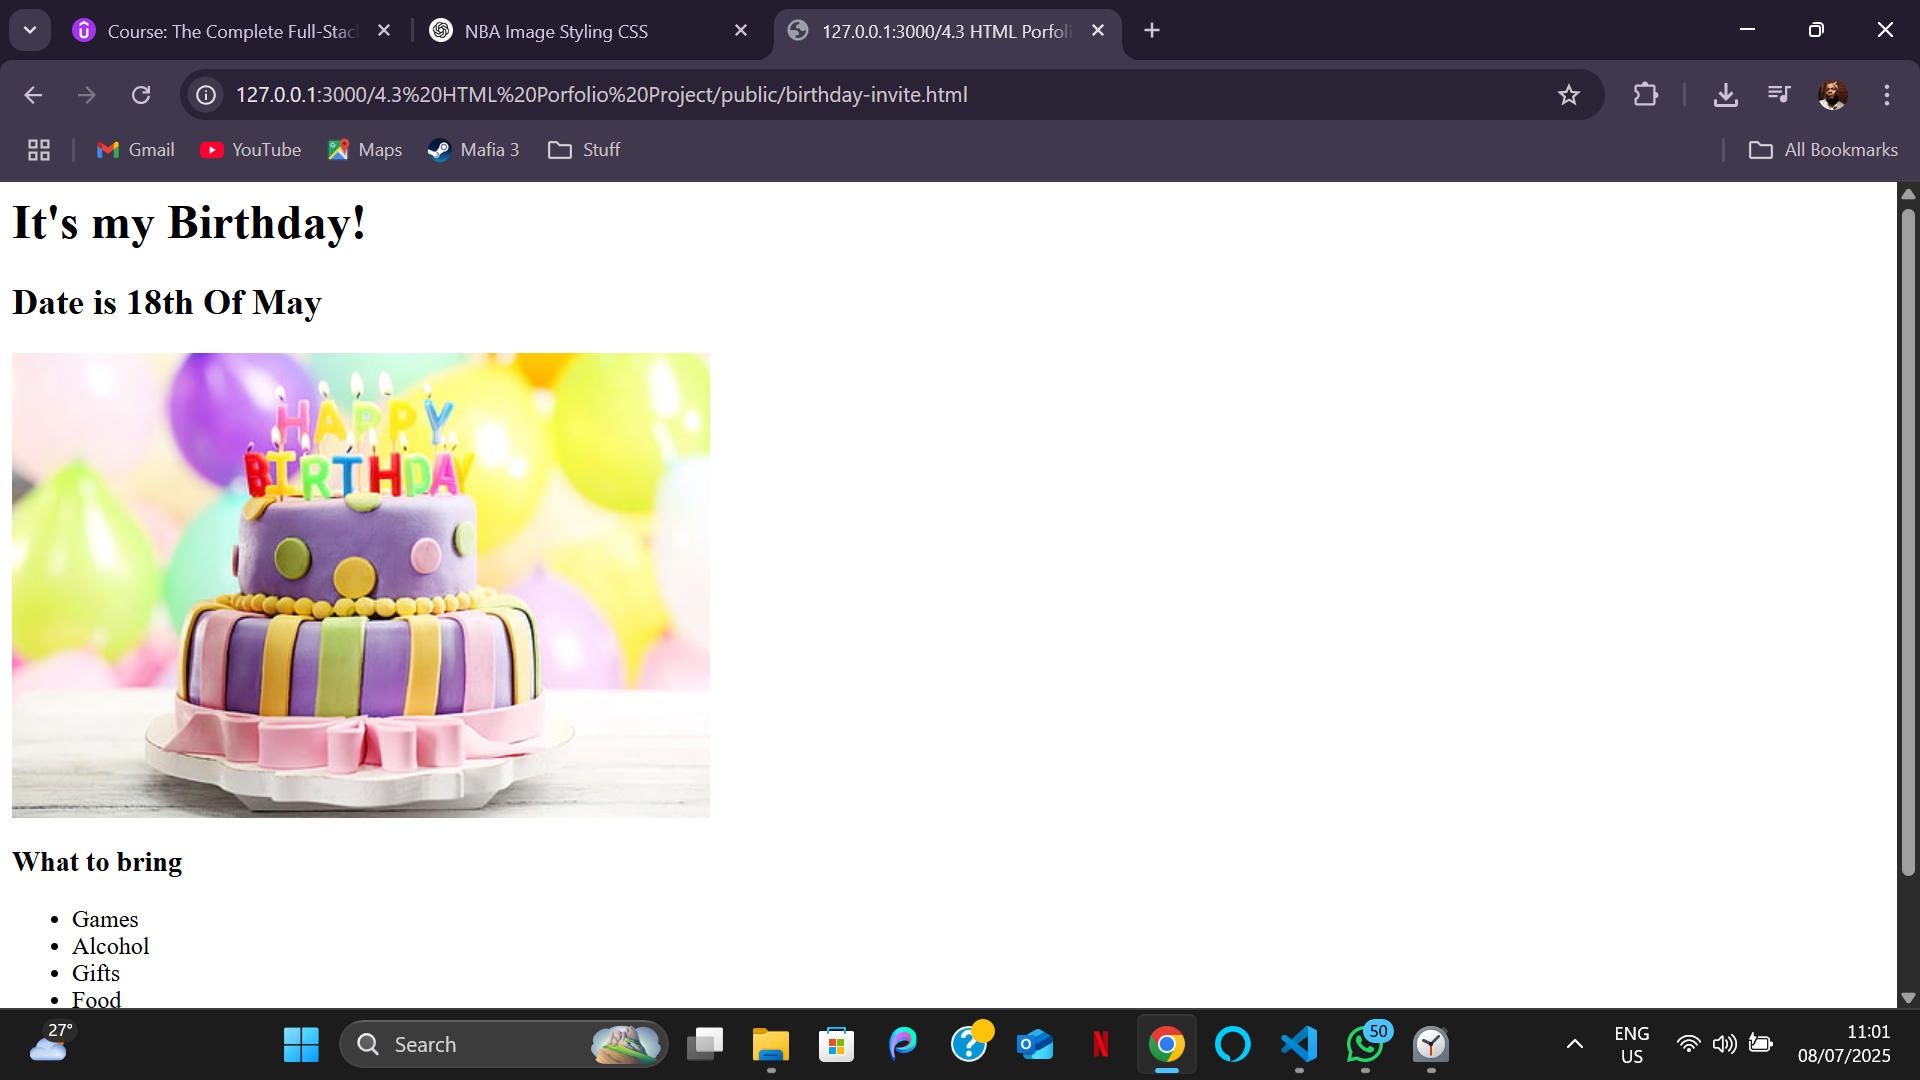 Course: The Complete Full-Stac
NBA Image Styling CSS
127.0.0.1:3000/4.3 HTML Porfoli
127.0.0.1:3000/4.3%20HTML%20Porfolio%20Project/public/birthday-invite.html
Gmail
YouTube
Maps
Mafia 3
Stuff
All Bookmarks
It's my Birthday!
Date is 18th Of May
HAPPY
BIRTHDAY
What to bring
• Games
• Alcohol
• Gifts
• Food
27°
Search
50
ENG
US
11:01
08/07/2025